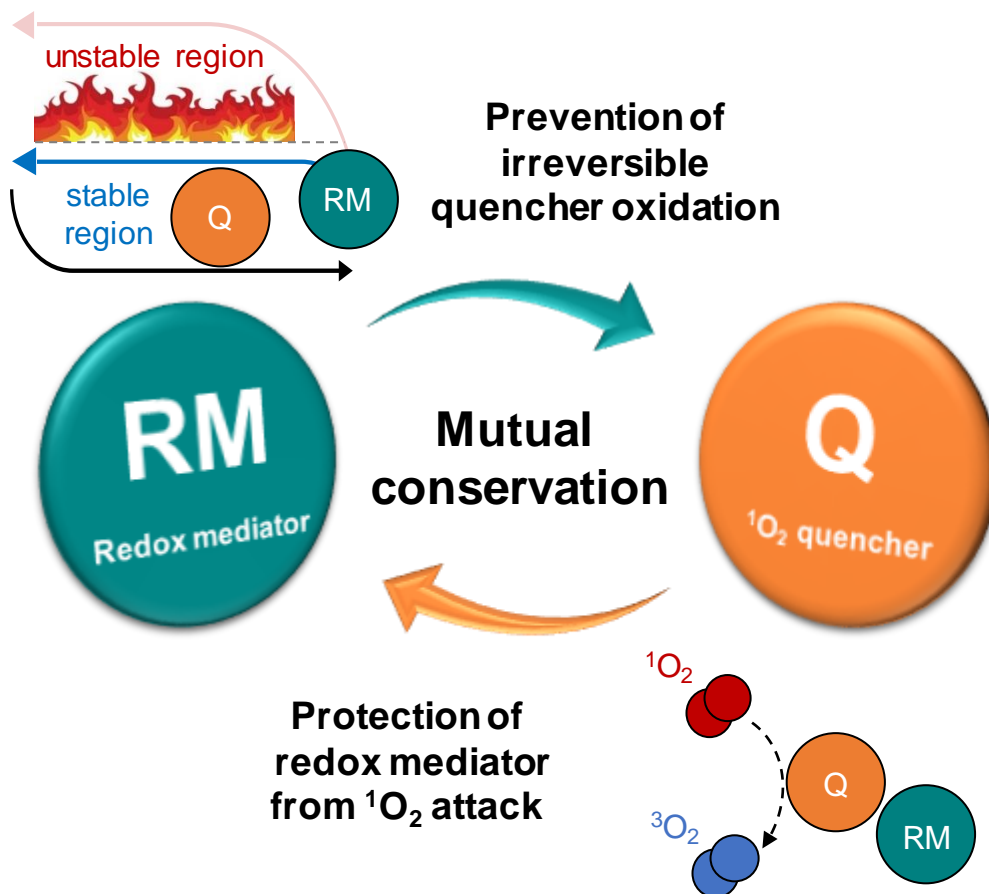 unstable region
stable
region
Q
RM
Prevention of
irreversible
quencher oxidation
RM
Redox mediator
Mutual
conservation
Q
¹O₂ quencher
Protection of
redox mediator
from ¹O₂ attack
¹O₂
³O₂
Q
RM